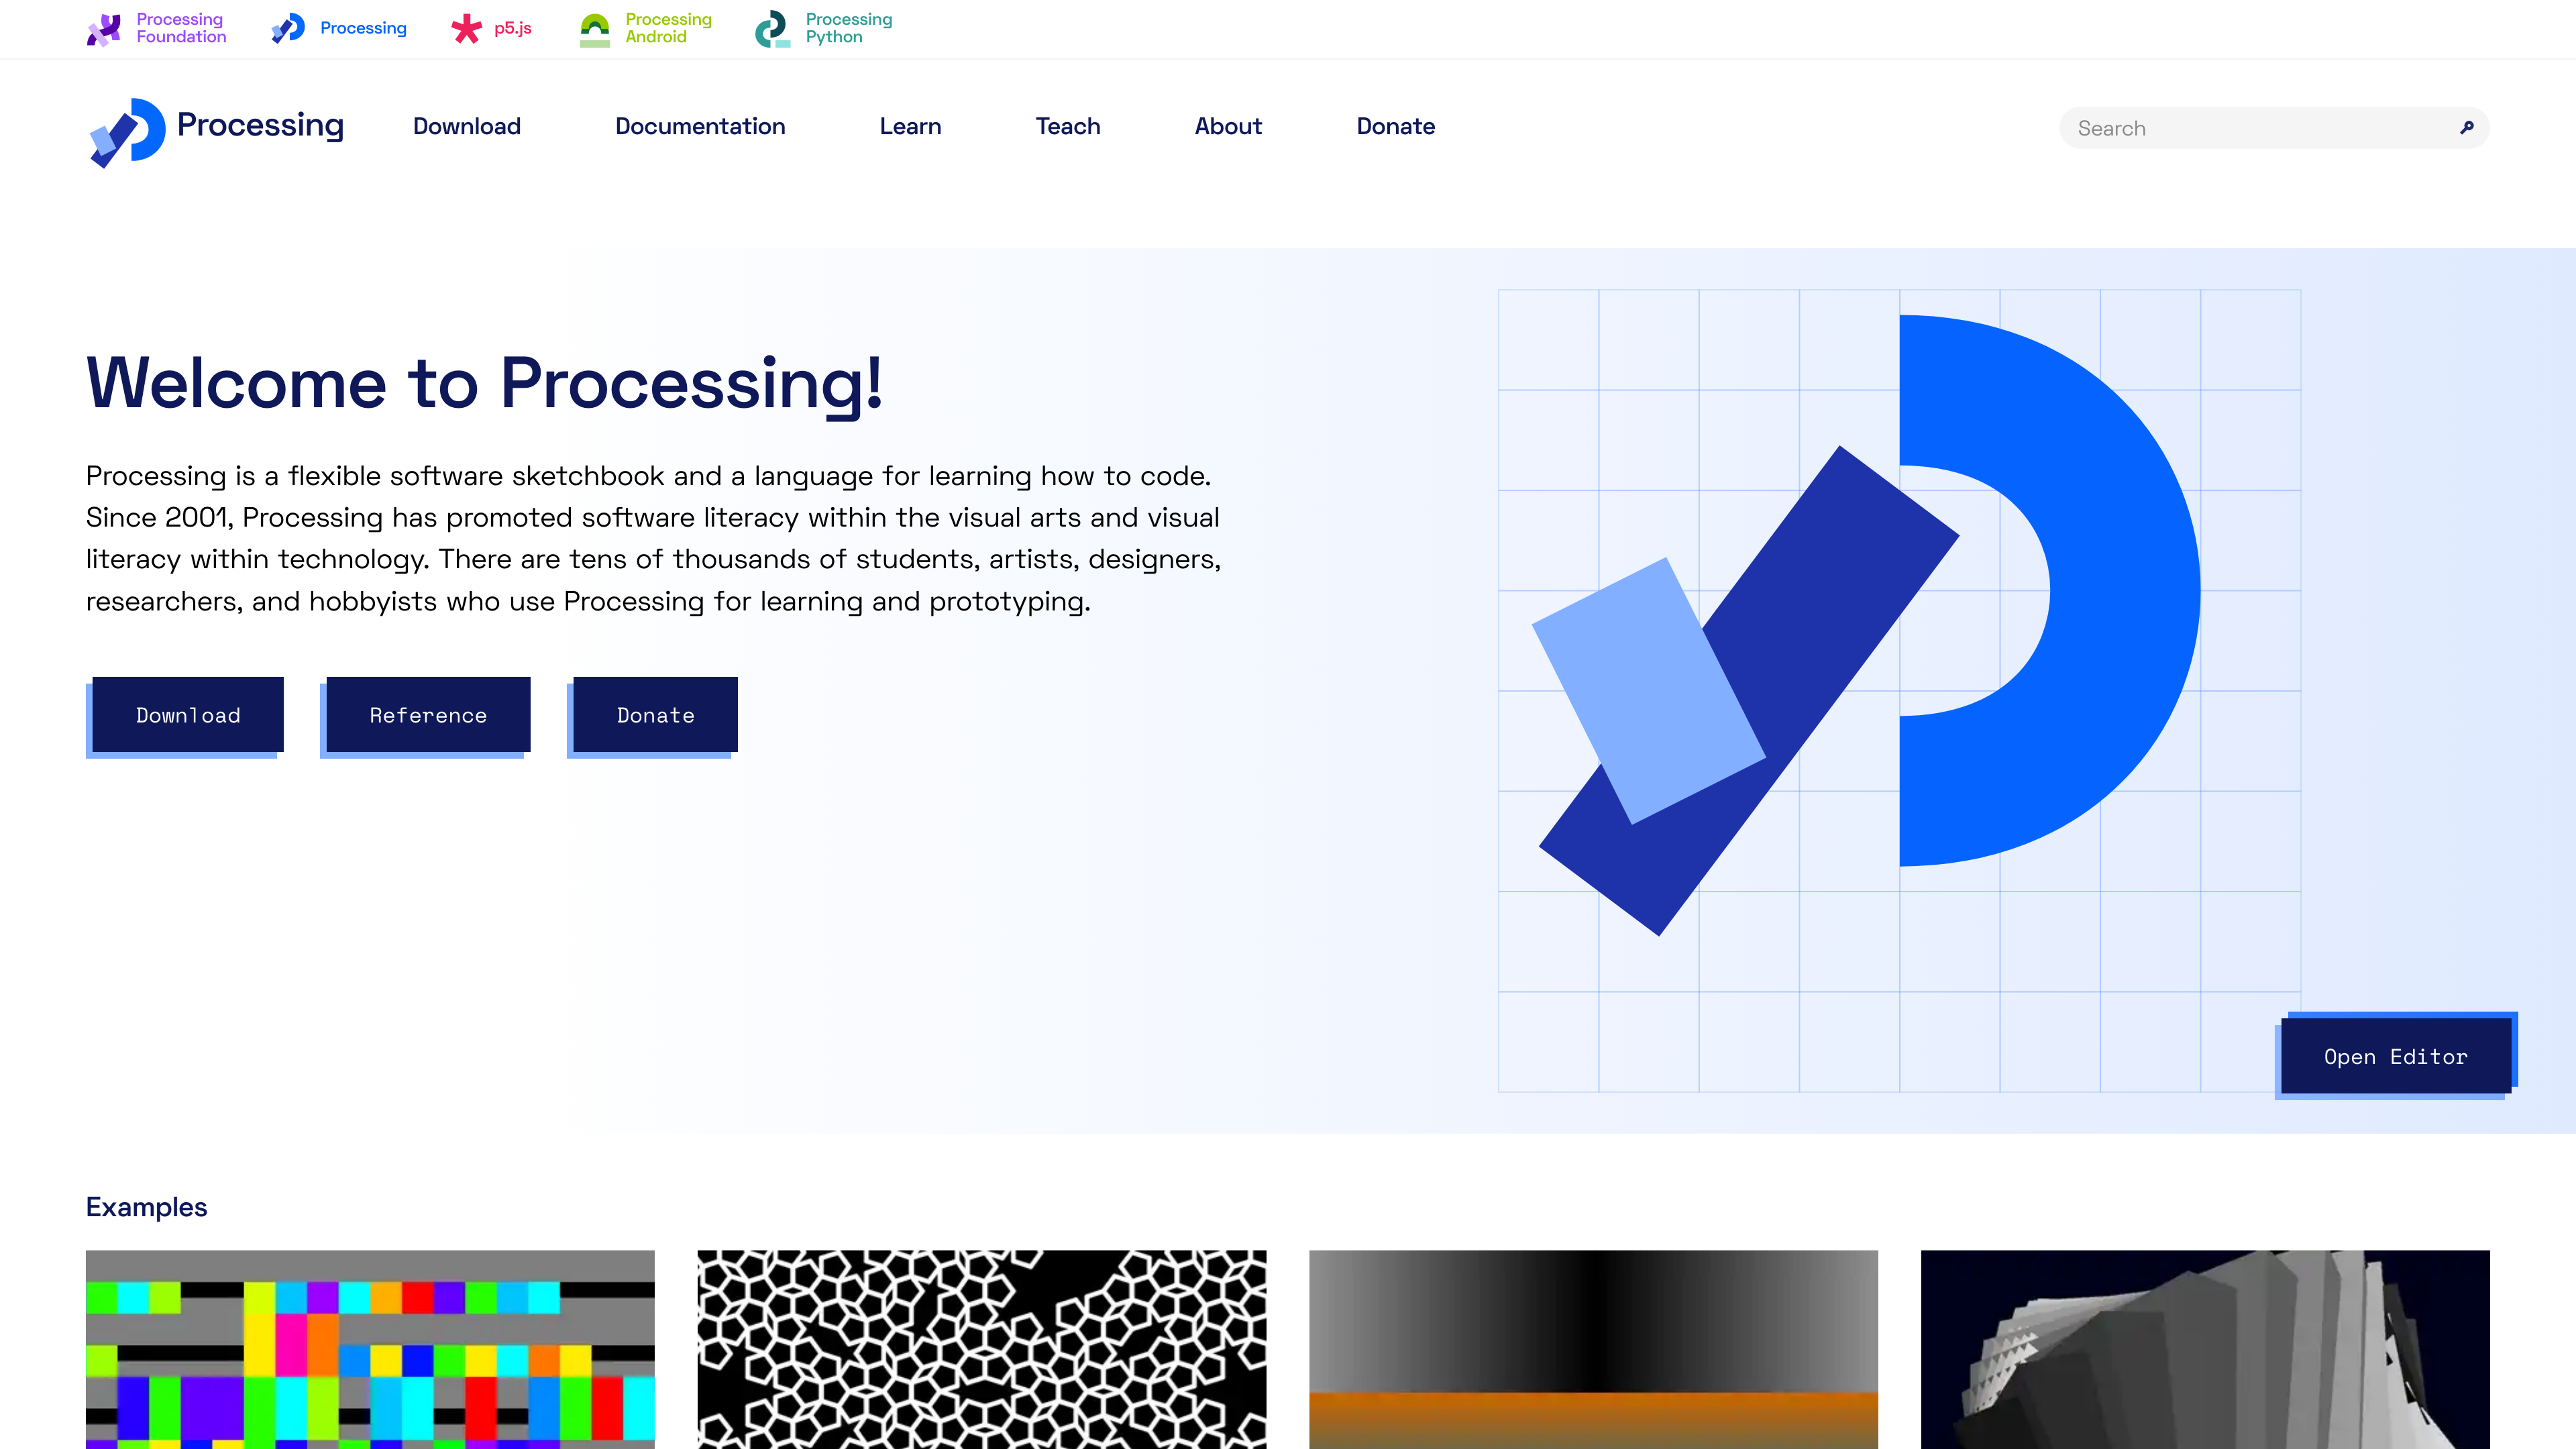 Processing
Foundation
Processing
p5.js
Processing
Android
Processing
Python
Processing
Download
Documentation
Learn
Teach
About
Donate
Search
Welcome to Processing!
Processing is a flexible software sketchbook and a language for learning how to code.
Since 2001, Processing has promoted software literacy within the visual arts and visual
literacy within technology. There are tens of thousands of students, artists, designers,
researchers, and hobbyists who use Processing for learning and prototyping.
Download
Reference
Donate
Open Editor
Examples